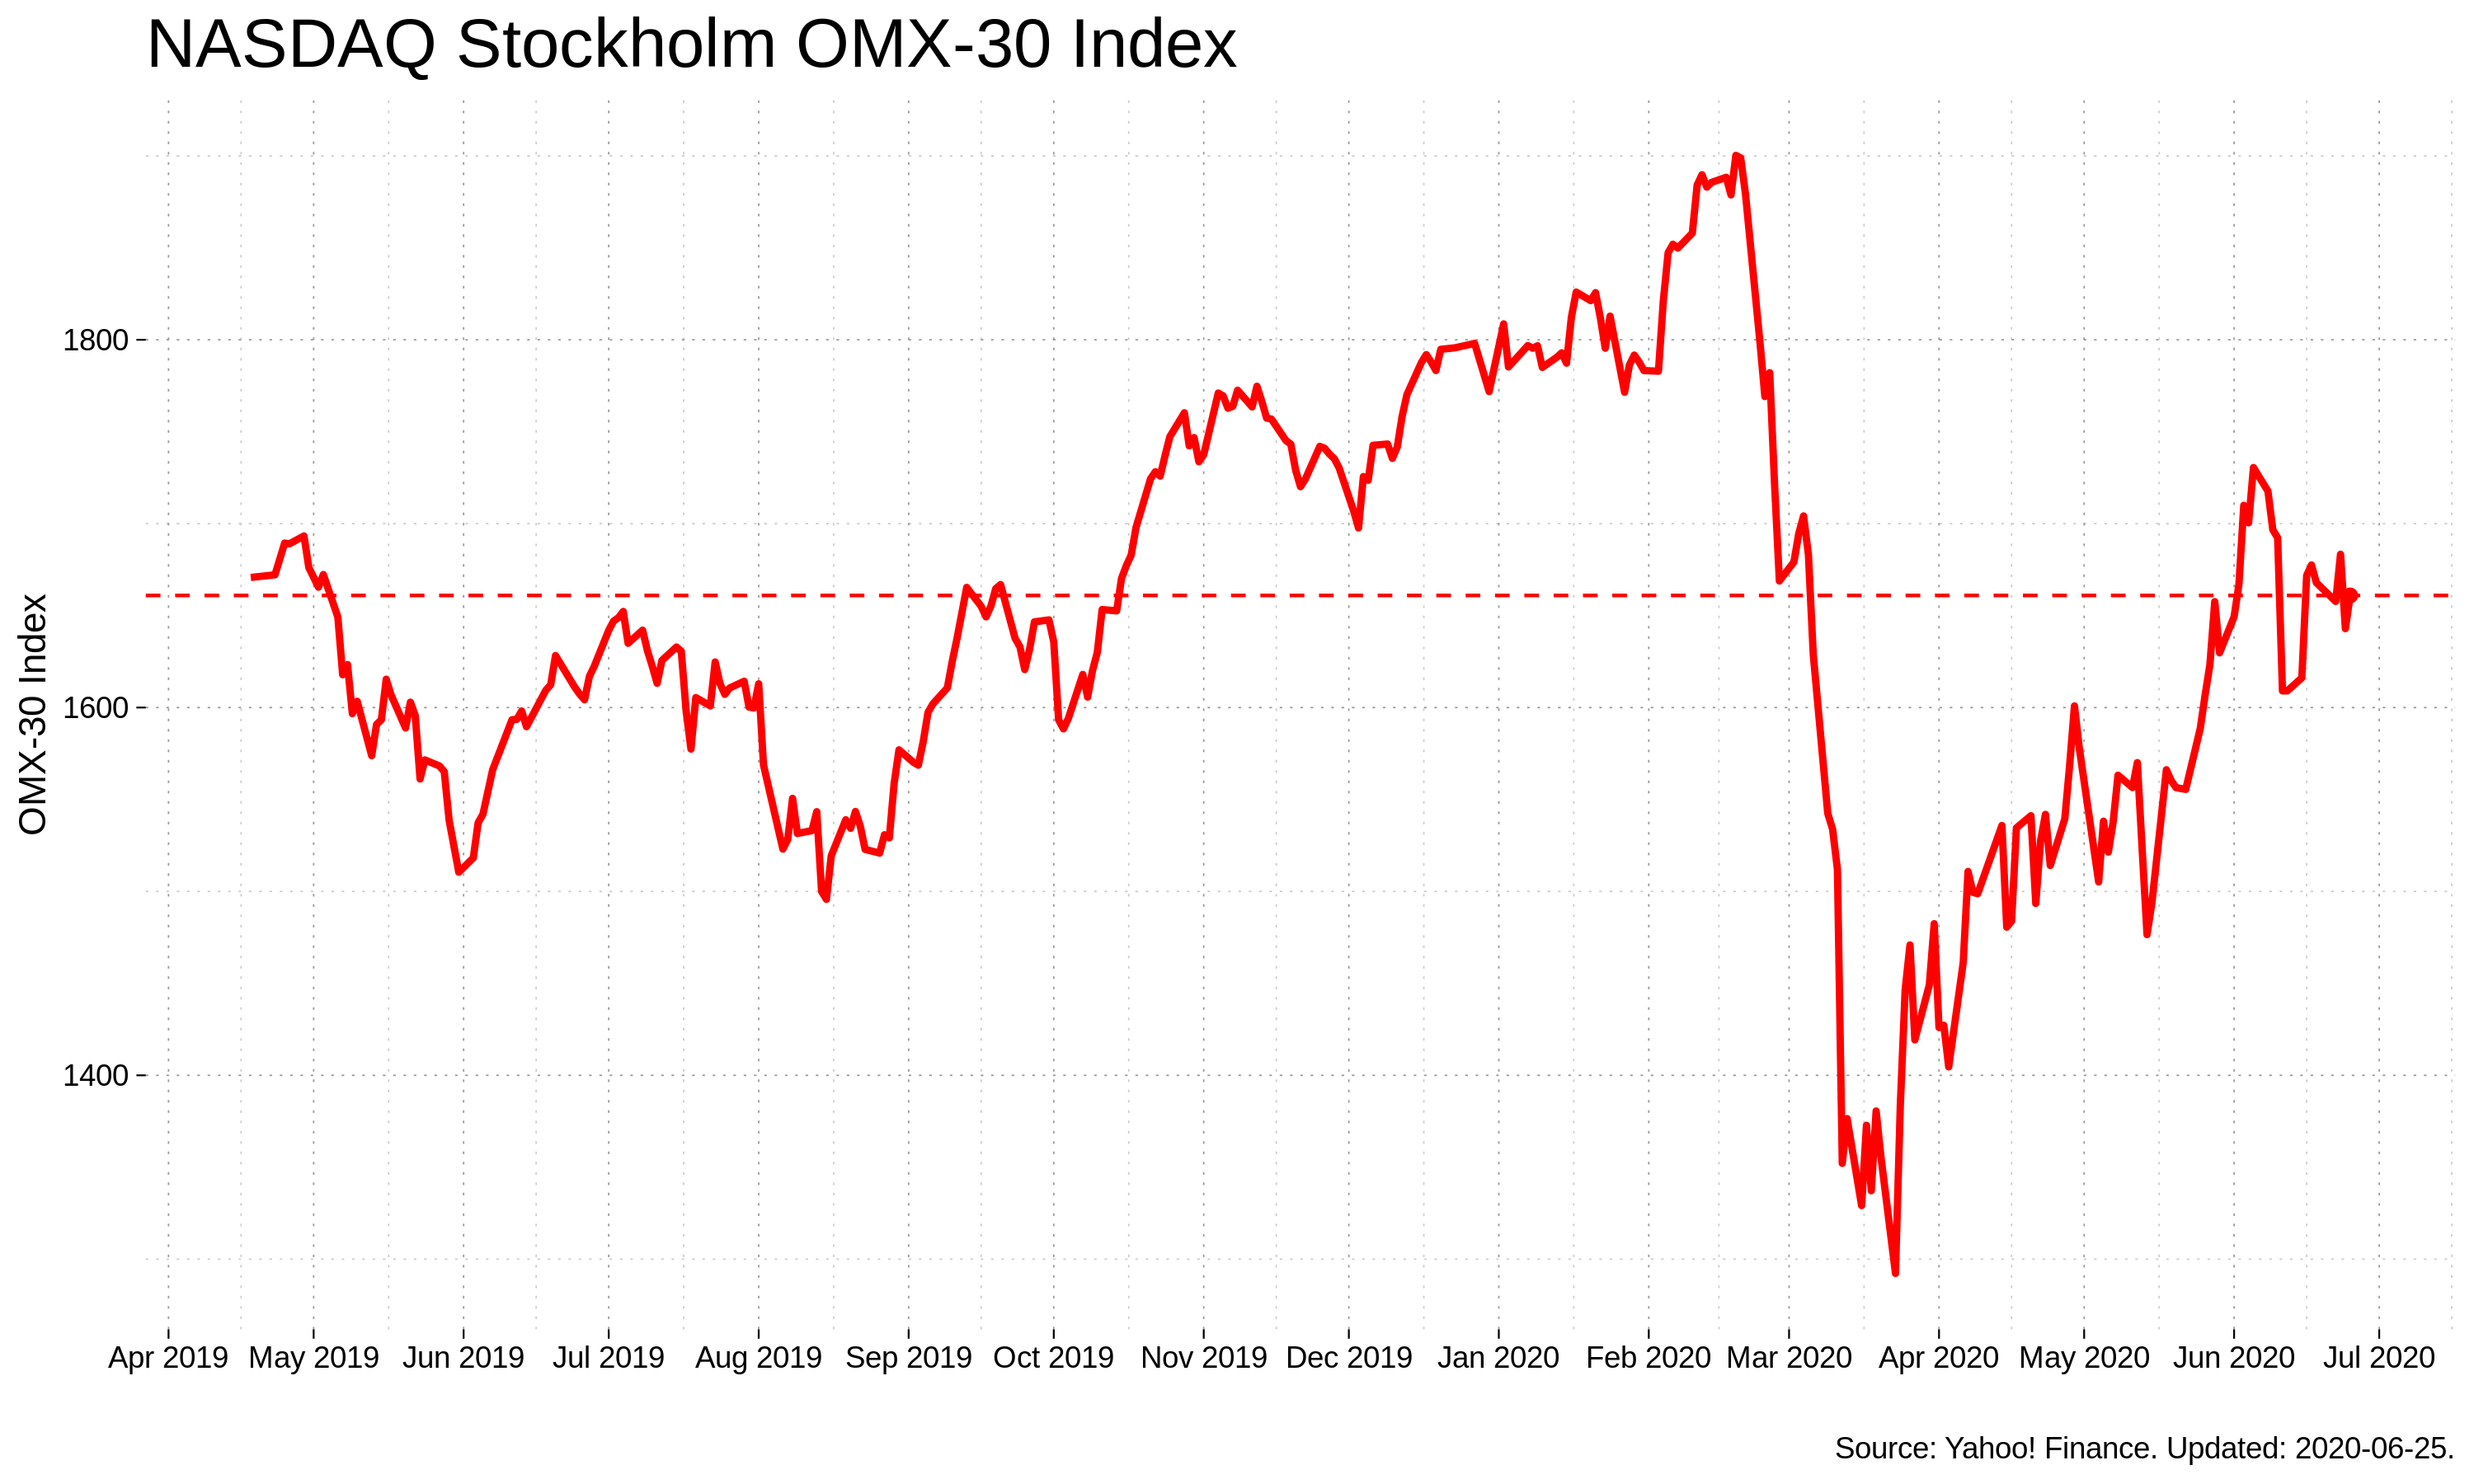 NASDAQ Stockholm OMX-30 Index
OMX-30 Index
1800
1600
1400
Apr 2019 May 2019 Jun 2019 Jul 2019 Aug 2019 Sep 2019 Oct 2019 Nov 2019 Dec 2019 Jan 2020 Feb 2020 Mar 2020 Apr 2020 May 2020 Jun 2020 Jul 2020
Source: Yahoo! Finance. Updated: 2020-06-25.